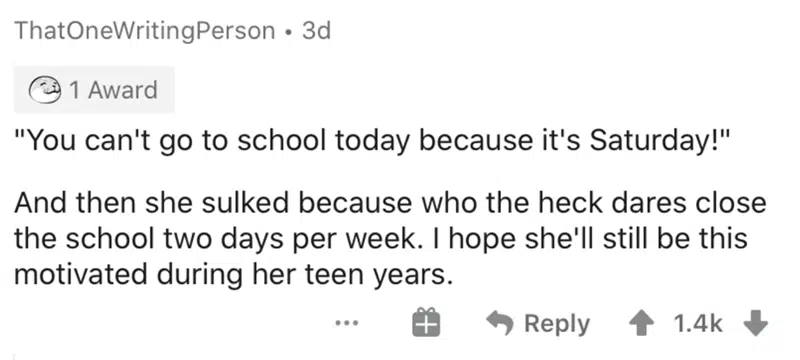 ThatOneWritingPerson • 3d
1 Award
"You can't go to school today because it's Saturday!"
And then she sulked because who the heck dares close
the school two days per week. I hope she'll still be this
motivated during her teen years.
... Reply 1.4k